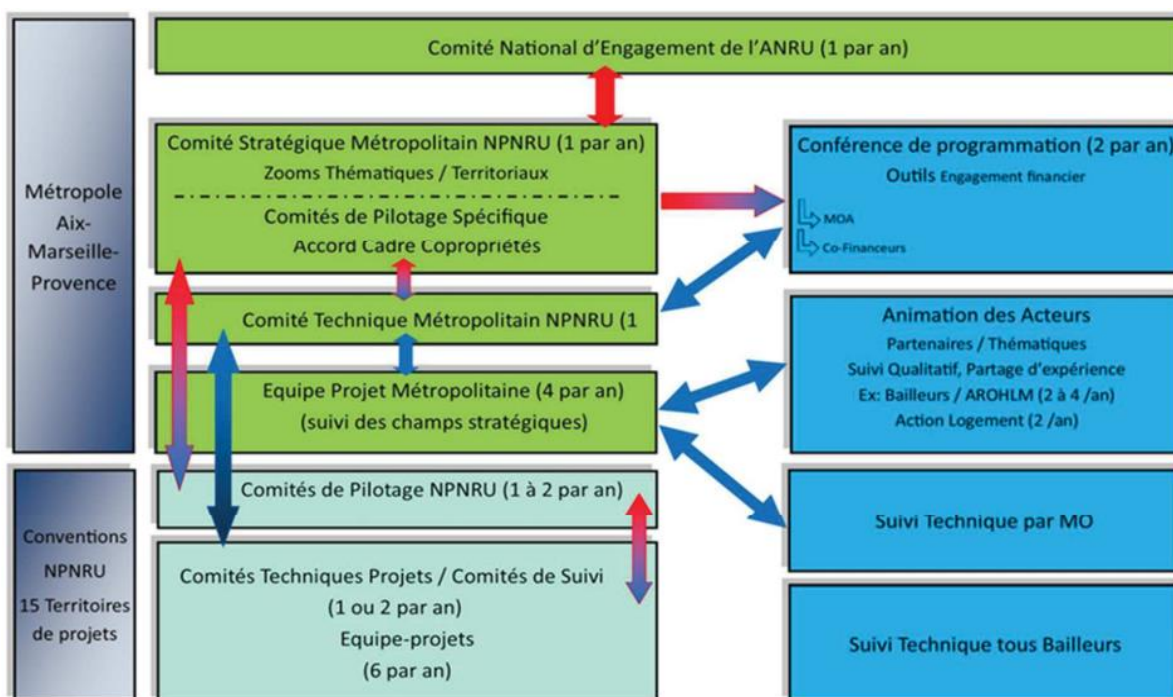 Métropole
Aix-
Marseille-
Provence
Comité National d'Engagement de l'ANRU (1 par an)
Comité Stratégique Métropolitain NPNRU (1 par an)
Zooms Thématiques / Territoriaux
Comités de Pilotage Spécifique
Accord Cadre Copropriétés
Comité Technique Métropolitain NPNRU (1
Equipe Projet Métropolitaine (4 par an)
(suivi des champs stratégiques)
Conférence de programmation (2 par an)
Outils Engagement financier
MOA
Co-Financeurs
Animation des Acteurs
Partenaires / Thématiques
Suivi Qualitatif, Partage d'expérience
Ex: Bailleurs / AROHLM (2 à 4 /an)
Action Logement (2 /an)
Conventions
NPNRU
15 Territoires
de projets
Comités de Pilotage NPNRU (1 à 2 par an)
Comités Techniques Projets / Comités de Suivi
(1 ou 2 par an)
Equipe-projets
(6 par an)
Suivi Technique par MO
Suivi Technique tous Bailleurs